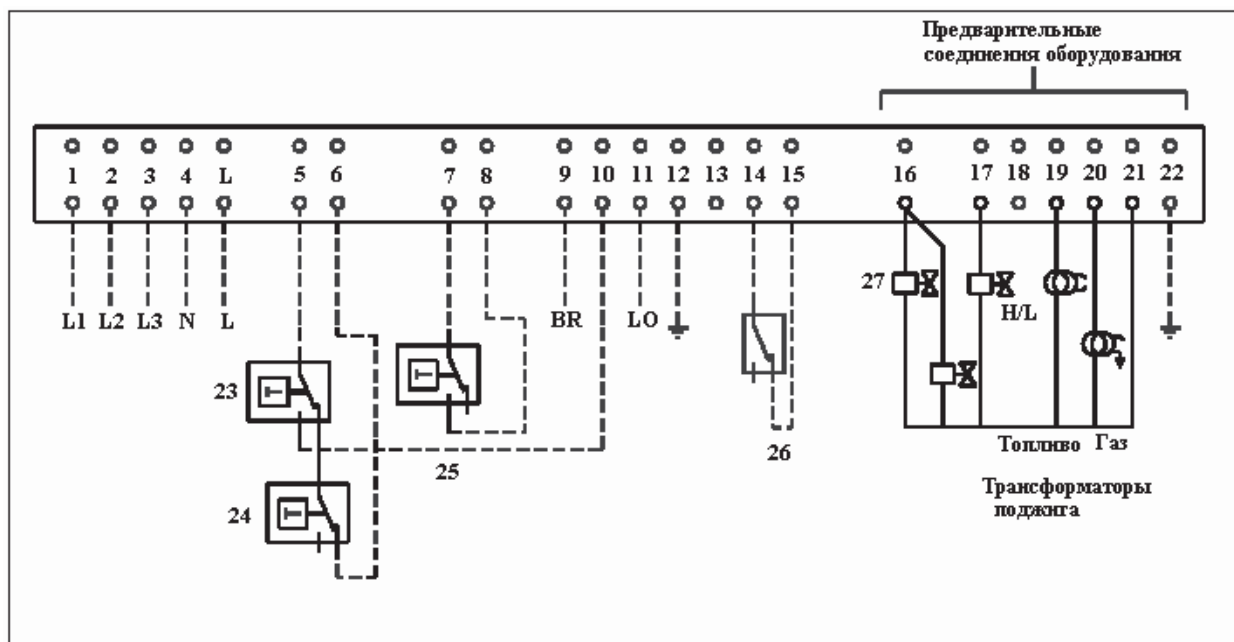 Предварительные
соединения оборудования
1 2 3 4 L 5 6 7 8 9 10 11 12 13 14 15 16 17 18 19 20 21 22
L1 L2 L3 N L BR LO
27
H/L
23
24
25
26
Топливо Газ
Трансформаторы
поджига